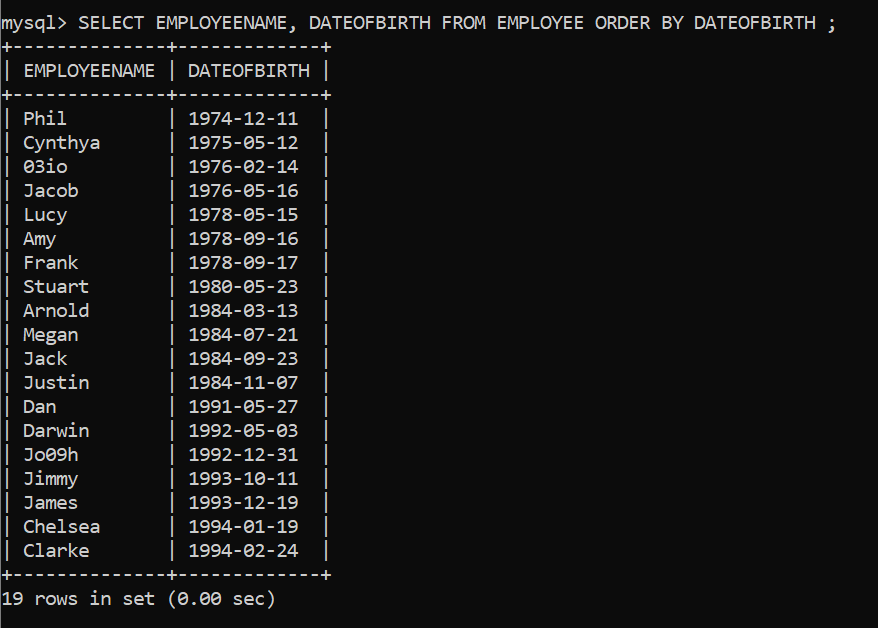 mysql> SELECT EMPLOYEENAME, DATEOFBIRTH FROM EMPLOYEE ORDER BY DATEOFBIRTH ;
+--------------+-------------+
| EMPLOYEENAME | DATEOFBIRTH |
+--------------+-------------+
| Phil         | 1974-12-11  |
| Cynthya      | 1975-05-12  |
| 03io         | 1976-02-14  |
| Jacob        | 1976-05-16  |
| Lucy         | 1978-05-15  |
| Amy          | 1978-09-16  |
| Frank        | 1978-09-17  |
| Stuart       | 1980-05-23  |
| Arnold       | 1984-03-13  |
| Megan        | 1984-07-21  |
| Jack         | 1984-09-23  |
| Justin       | 1984-11-07  |
| Dan          | 1991-05-27  |
| Darwin       | 1992-05-03  |
| Jo09h        | 1992-12-31  |
| Jimmy        | 1993-10-11  |
| James        | 1993-12-19  |
| Chelsea      | 1994-01-19  |
| Clarke       | 1994-02-24  |
+--------------+-------------+
19 rows in set (0.00 sec)